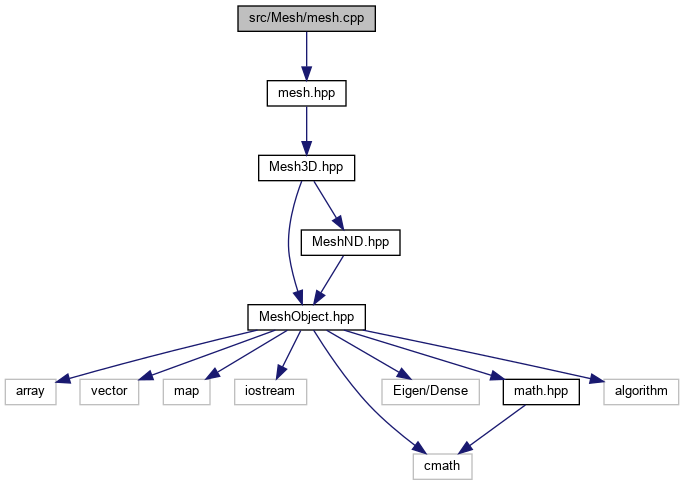 src/Mesh/mesh.cpp
mesh.hpp
Mesh3D.hpp
MeshND.hpp
MeshObject.hpp
array
vector
map
iostream
Eigen/Dense
math.hpp
algorithm
cmath